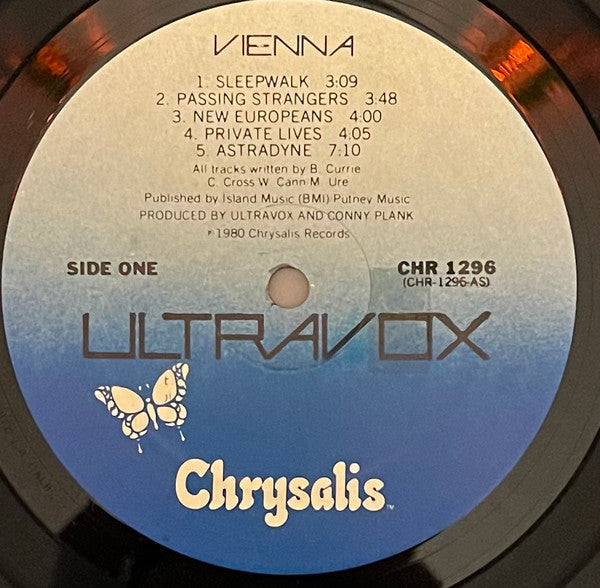 VIENNA
1. SLEEPWALK 3:09
2. PASSING STRANGERS 3:48
3. NEW EUROPEANS 4:00
4. PRIVATE LIVES 4:05
5. ASTRADYNE 7:10
All tracks written by B. Currie
C. Cross W. Cann M. Ure
Published by Island Music (BMI) Putney Music
PRODUCED BY ULTRAVOX AND CONNY PLANK
℗ 1980 Chrysalis Records
SIDE ONE
CHR 1296
(CHR-1296-AS)
ULTRAVOX
Chrysalis TM